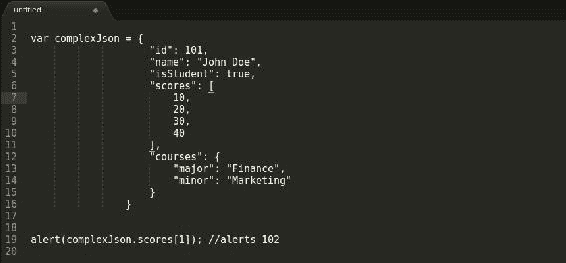 untitled
1
2 var complexJson = {
3 "id": 101,
4 "name": "John Doe",
5 "isStudent": true,
6 "scores": [
7 10,
8 20,
9 30,
10 40
11 ],
12 "courses": {
13 "major": "Finance",
14 "minor": "Marketing"
15 }
16 }
17
18
19 alert(complexJson.scores[1]); //alerts 102
20